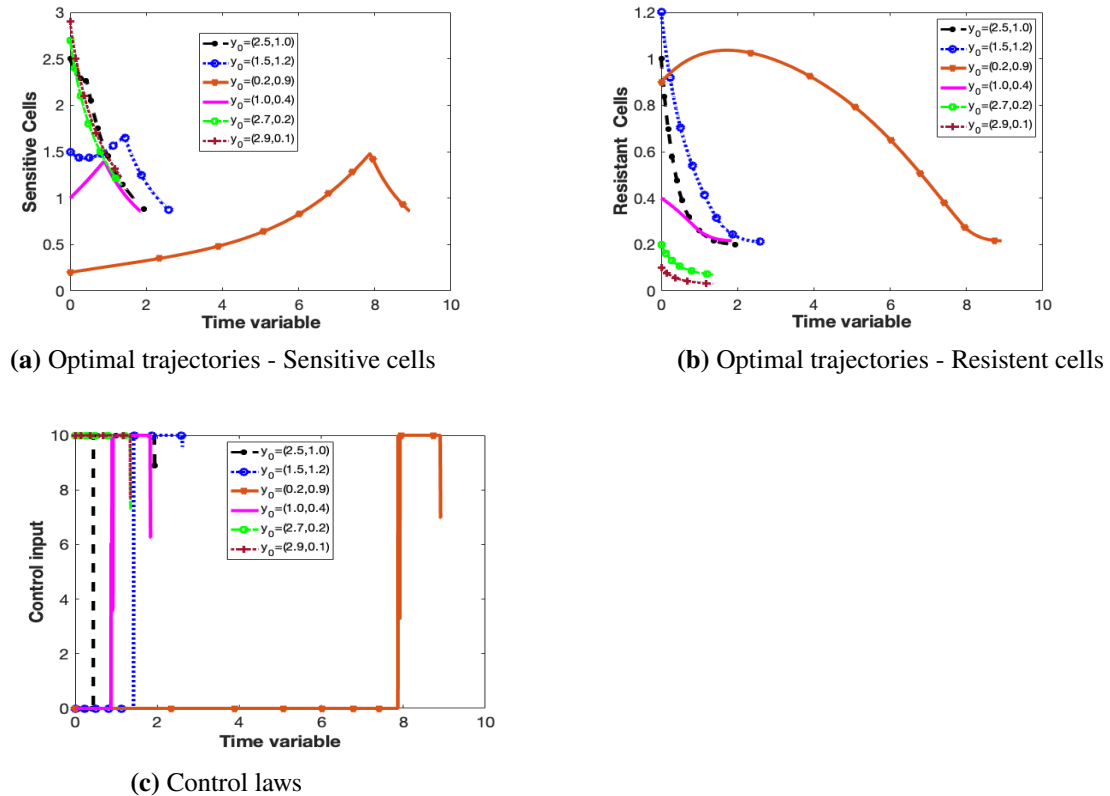 3
2.5
2
1.5
1
0.5
0
Sensitive Cells
0 2 4 6 8 10
Time variable
y0=(2.5,1.0)
y0=(1.5,1.2)
y0=(0.2,0.9)
y0=(1.0,0.4)
y0=(2.7,0.2)
y0=(2.9,0.1)
(a) Optimal trajectories - Sensitive cells
1.2
1
0.8
0.6
0.4
0.2
0
Resistant Cells
0 2 4 6 8 10
Time variable
y0=(2.5,1.0)
y0=(1.5,1.2)
y0=(0.2,0.9)
y0=(1.0,0.4)
y0=(2.7,0.2)
y0=(2.9,0.1)
(b) Optimal trajectories - Resistent cells
10
8
6
4
2
0
Control input
0 2 4 6 8 10
Time variable
y0=(2.5,1.0)
y0=(1.5,1.2)
y0=(0.2,0.9)
y0=(1.0,0.4)
y0=(2.7,0.2)
y0=(2.9,0.1)
(c) Control laws